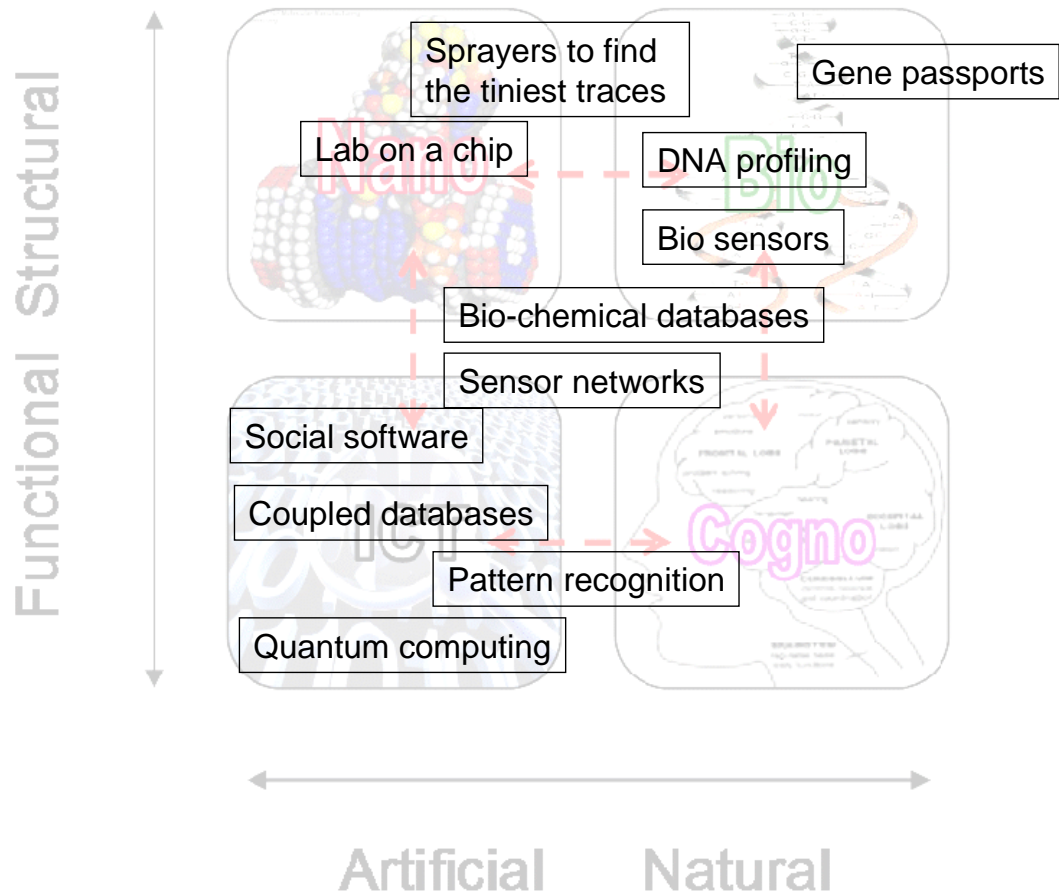 Sprayers to find
the tiniest traces
Gene passports
Nano
Lab on a chip
Bio
DNA profiling
Bio sensors
Structural
Bio-chemical databases
Sensor networks
Functional
Social software
Coupled databases
ICT
Cogno
Pattern recognition
Quantum computing
Artificial
Natural